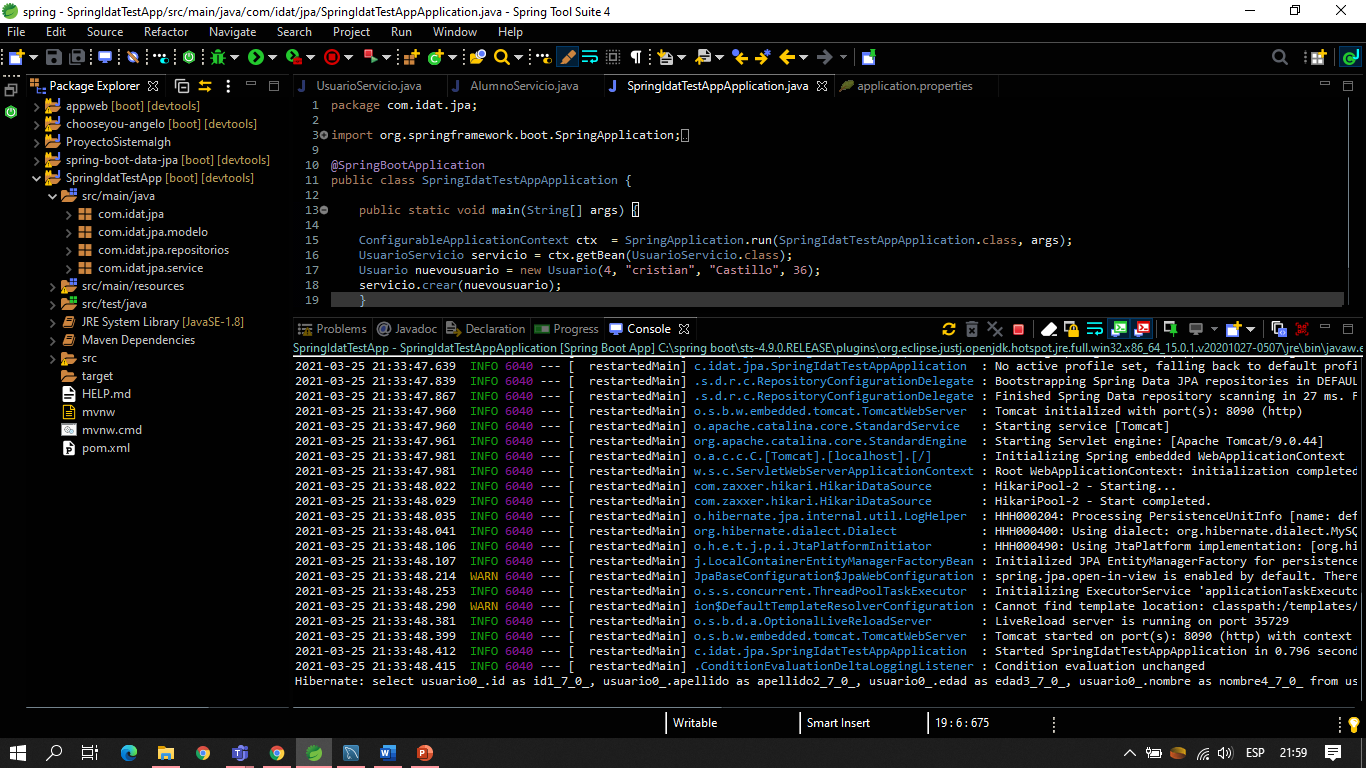 spring - SpringIdatTestApp/src/main/java/com/idat/jpa/SpringIdatTestAppApplication.java - Spring Tool Suite 4
File Edit Source Refactor Navigate Search Project Run Window Help
Package Explorer
appweb [boot] [devtools]
chooseyou-angelo [boot] [devtools]
ProyectoSistemaIgh
spring-boot-data-jpa [boot] [devtools]
SpringIdatTestApp [boot] [devtools]
src/main/java
com.idat.jpa
com.idat.jpa.modelo
com.idat.jpa.repositorios
com.idat.jpa.service
src/main/resources
src/test/java
JRE System Library [JavaSE-1.8]
Maven Dependencies
src
target
HELP.md
mvnw
mvnw.cmd
pom.xml
UsuarioServicio.java AlumnoServicio.java SpringIdatTestAppApplication.java application.properties
1 package com.idat.jpa;
2
3 import org.springframework.boot.SpringApplication;
9
10 @SpringBootApplication
11 public class SpringIdatTestAppApplication {
12
13 public static void main(String[] args) {
14
15 ConfigurableApplicationContext ctx = SpringApplication.run(SpringIdatTestAppApplication.class, args);
16 UsuarioServicio servicio = ctx.getBean(UsuarioServicio.class);
17 Usuario nuevousuario = new Usuario(4, "cristian", "Castillo", 36);
18 servicio.crear(nuevousuario);
19 }
Problems Javadoc Declaration Progress Console
SpringIdatTestApp - SpringIdatTestAppApplication [Spring Boot App] C:\spring boot\sts-4.9.0.RELEASE\plugins\org.eclipse.justj.openjdk.hotspot.jre.full.win32.x86_64_15.0.1.v20201027-0507\jre\bin\javaw.e
2021-03-25 21:33:47.639 INFO 6040 --- [ restartedMain] c.idat.jpa.SpringIdatTestAppApplication : No active profile set, falling back to default profi
2021-03-25 21:33:47.839 INFO 6040 --- [ restartedMain] .s.d.r.c.RepositoryConfigurationDelegate : Bootstrapping Spring Data JPA repositories in DEFAUL
2021-03-25 21:33:47.867 INFO 6040 --- [ restartedMain] .s.d.r.c.RepositoryConfigurationDelegate : Finished Spring Data repository scanning in 27 ms. F
2021-03-25 21:33:47.960 INFO 6040 --- [ restartedMain] o.s.b.w.embedded.tomcat.TomcatWebServer : Tomcat initialized with port(s): 8090 (http)
2021-03-25 21:33:47.960 INFO 6040 --- [ restartedMain] o.apache.catalina.core.StandardService : Starting service [Tomcat]
2021-03-25 21:33:47.961 INFO 6040 --- [ restartedMain] org.apache.catalina.core.StandardEngine : Starting Servlet engine: [Apache Tomcat/9.0.44]
2021-03-25 21:33:47.981 INFO 6040 --- [ restartedMain] o.a.c.c.C.[Tomcat].[localhost].[/] : Initializing Spring embedded WebApplicationContext
2021-03-25 21:33:47.981 INFO 6040 --- [ restartedMain] w.s.c.ServletWebServerApplicationContext : Root WebApplicationContext: initialization completed
2021-03-25 21:33:48.022 INFO 6040 --- [ restartedMain] com.zaxxer.hikari.HikariDataSource : HikariPool-2 - Starting...
2021-03-25 21:33:48.029 INFO 6040 --- [ restartedMain] com.zaxxer.hikari.HikariDataSource : HikariPool-2 - Start completed.
2021-03-25 21:33:48.035 INFO 6040 --- [ restartedMain] o.hibernate.jpa.internal.util.LogHelper : HHH000204: Processing PersistenceUnitInfo [name: def
2021-03-25 21:33:48.041 INFO 6040 --- [ restartedMain] org.hibernate.dialect.Dialect : HHH000400: Using dialect: org.hibernate.dialect.MySQ
2021-03-25 21:33:48.106 INFO 6040 --- [ restartedMain] o.h.e.t.j.p.i.JtaPlatformInitiator : HHH000490: Using JtaPlatform implementation: [org.hi
2021-03-25 21:33:48.107 INFO 6040 --- [ restartedMain] j.LocalContainerEntityManagerFactoryBean : Initialized JPA EntityManagerFactory for persistence
2021-03-25 21:33:48.214 WARN 6040 --- [ restartedMain] JpaBaseConfiguration$JpaWebConfiguration : spring.jpa.open-in-view is enabled by default. There
2021-03-25 21:33:48.253 INFO 6040 --- [ restartedMain] o.s.s.concurrent.ThreadPoolTaskExecutor : Initializing ExecutorService 'applicationTaskExecuto
2021-03-25 21:33:48.290 WARN 6040 --- [ restartedMain] ion$DefaultTemplateResolverConfiguration : Cannot find template location: classpath:/templates/
2021-03-25 21:33:48.381 INFO 6040 --- [ restartedMain] o.s.b.d.a.OptionalLiveReloadServer : LiveReload server is running on port 35729
2021-03-25 21:33:48.399 INFO 6040 --- [ restartedMain] o.s.b.w.embedded.tomcat.TomcatWebServer : Tomcat started on port(s): 8090 (http) with context
2021-03-25 21:33:48.412 INFO 6040 --- [ restartedMain] c.idat.jpa.SpringIdatTestAppApplication : Started SpringIdatTestAppApplication in 0.796 second
2021-03-25 21:33:48.415 INFO 6040 --- [ restartedMain] .ConditionEvaluationDeltaLoggingListener : Condition evaluation unchanged
Hibernate: select usuario0_.id as id1_7_0_, usuario0_.apellido as apellido2_7_0_, usuario0_.edad as edad3_7_0_, usuario0_.nombre as nombre4_7_0_ from us
Writable Smart Insert 19 : 6 : 675
ESP 21:59